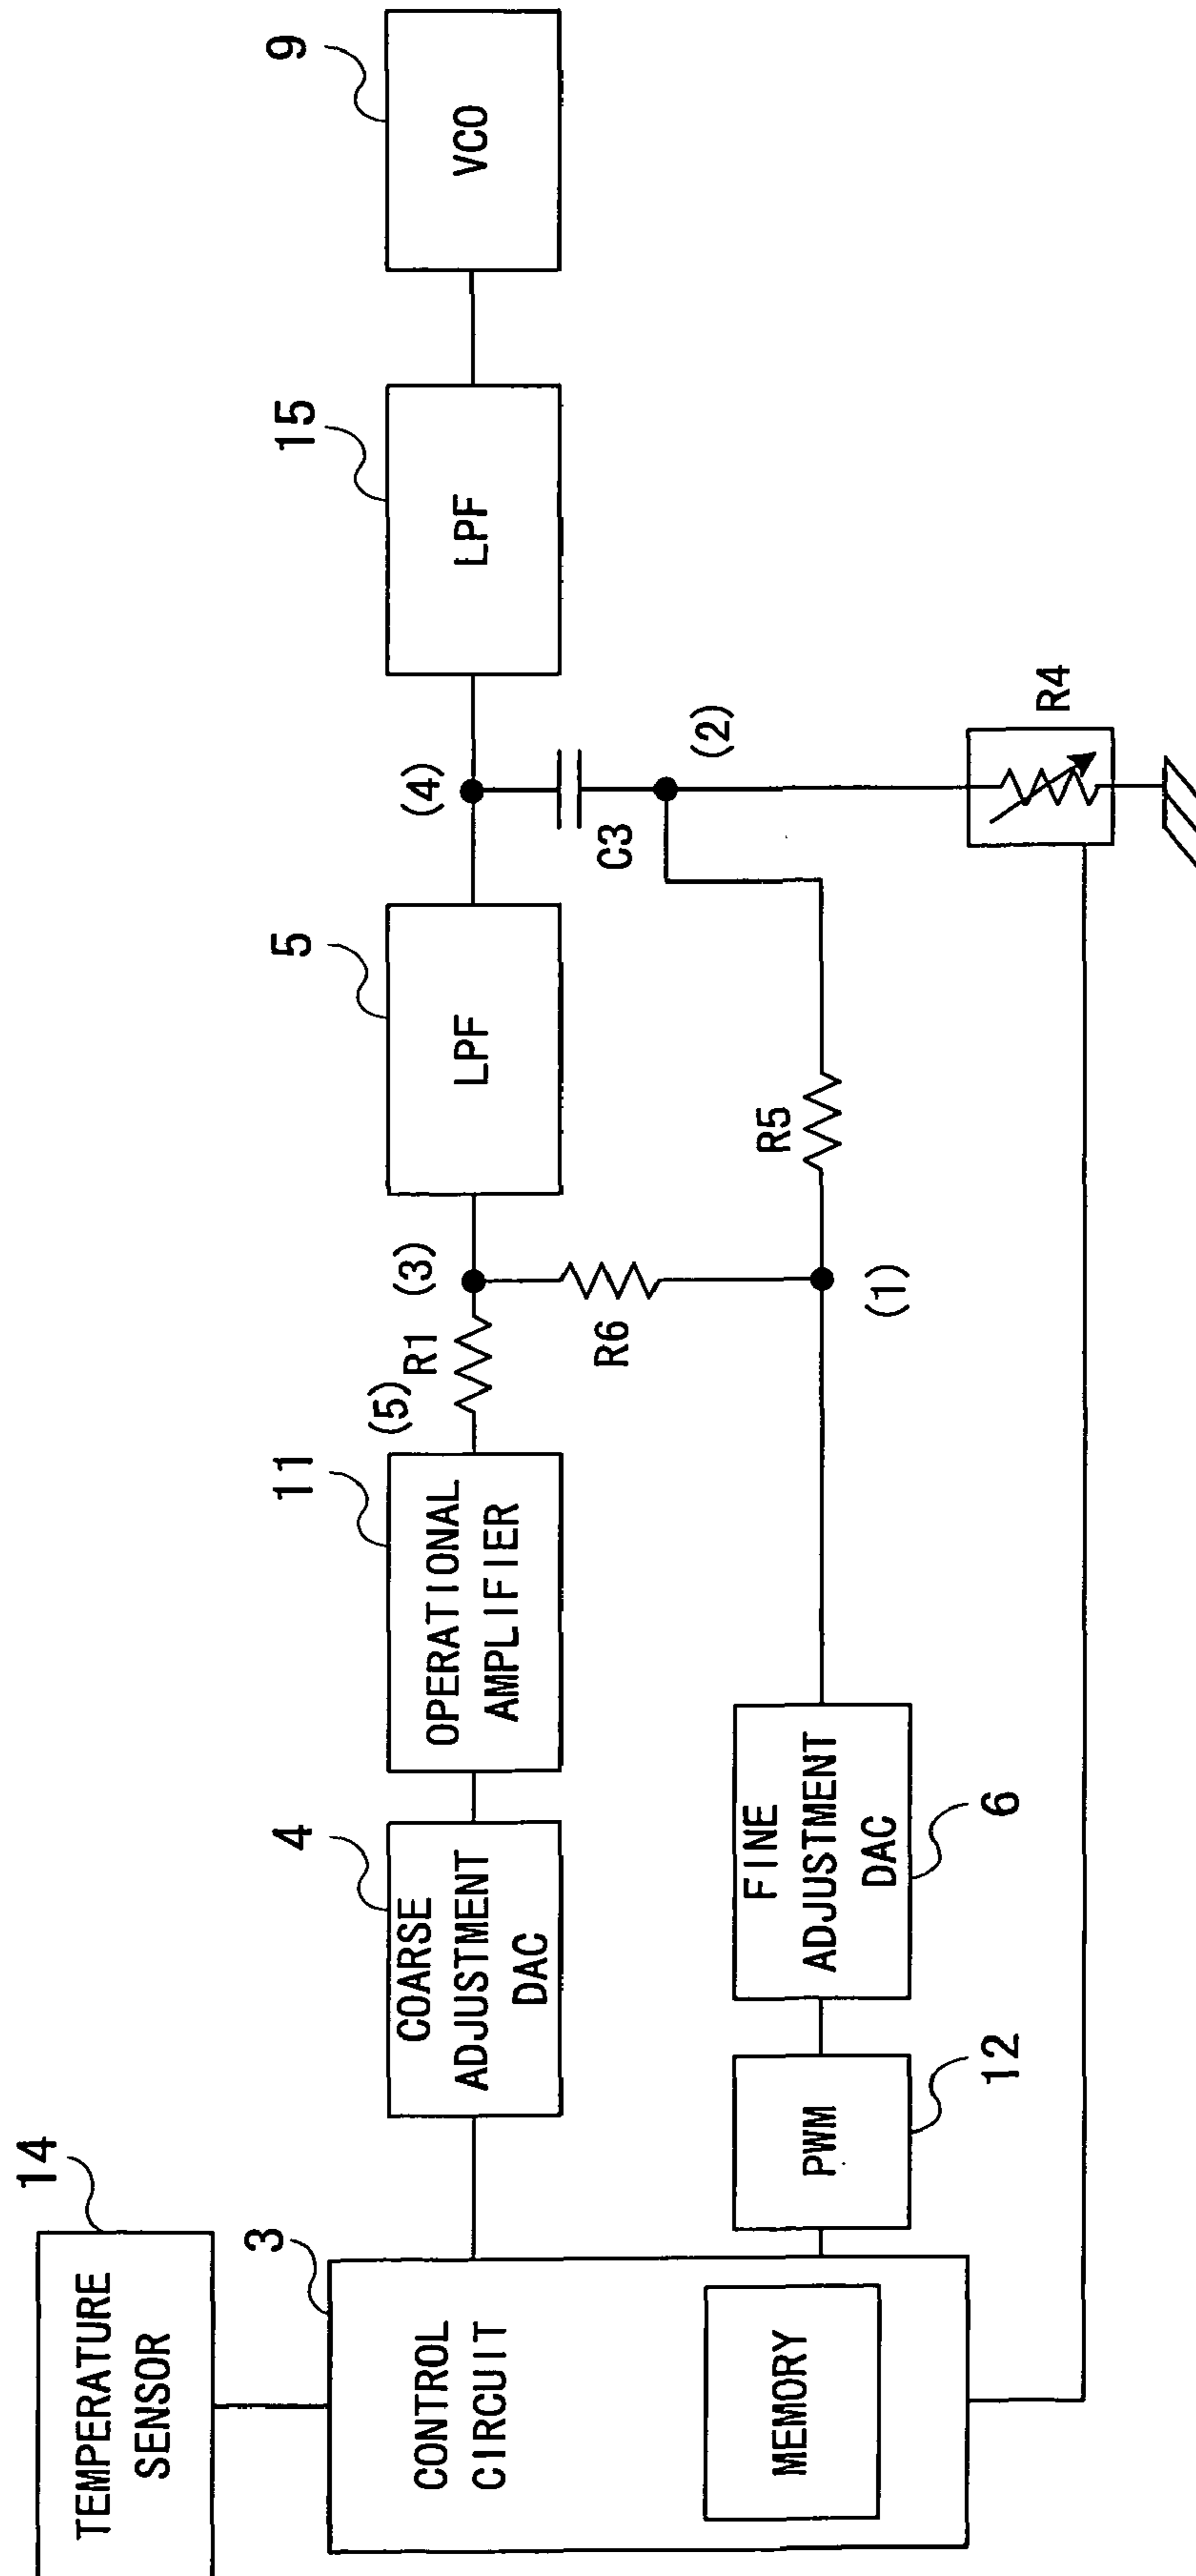 14
TEMPERATURE
SENSOR
3
CONTROL
CIRCUIT
MEMORY
4
COARSE
ADJUSTMENT
DAC
11
OPERATIONAL
AMPLIFIER
(5)
R1
(3)
5
LPF
(4)
15
LPF
9
VCO
R6
C3
(2)
PWM
12
FINE
ADJUSTMENT
DAC
6
(1)
R5
R4